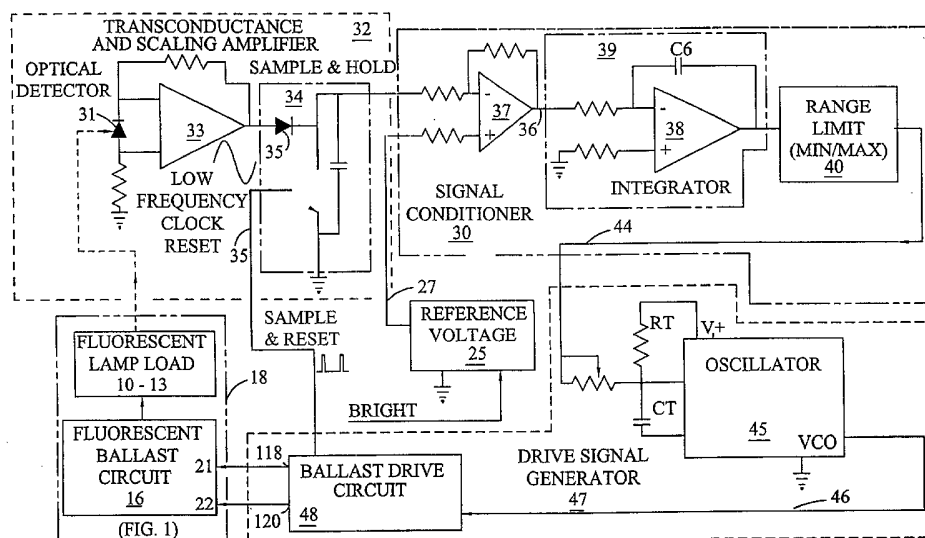 TRANSCONDUCTANCE
AND SCALING AMPLIFIER
32
OPTICAL
DETECTOR
31
33
SAMPLE & HOLD
34
35
LOW
FREQUENCY
CLOCK
RESET
35
37
36
39
C6
38
INTEGRATOR
RANGE
LIMIT
(MIN/MAX)
40
SIGNAL
CONDITIONER
30
44
27
SAMPLE
& RESET
REFERENCE
VOLTAGE
25
BRIGHT
RT
V+
CT
OSCILLATOR
45
VCO
FLUORESCENT
LAMP LOAD
10 - 13
18
FLUORESCENT
BALLAST
CIRCUIT
16
21
22
(FIG. 1)
118
120
BALLAST DRIVE
CIRCUIT
48
DRIVE SIGNAL
GENERATOR
47
46